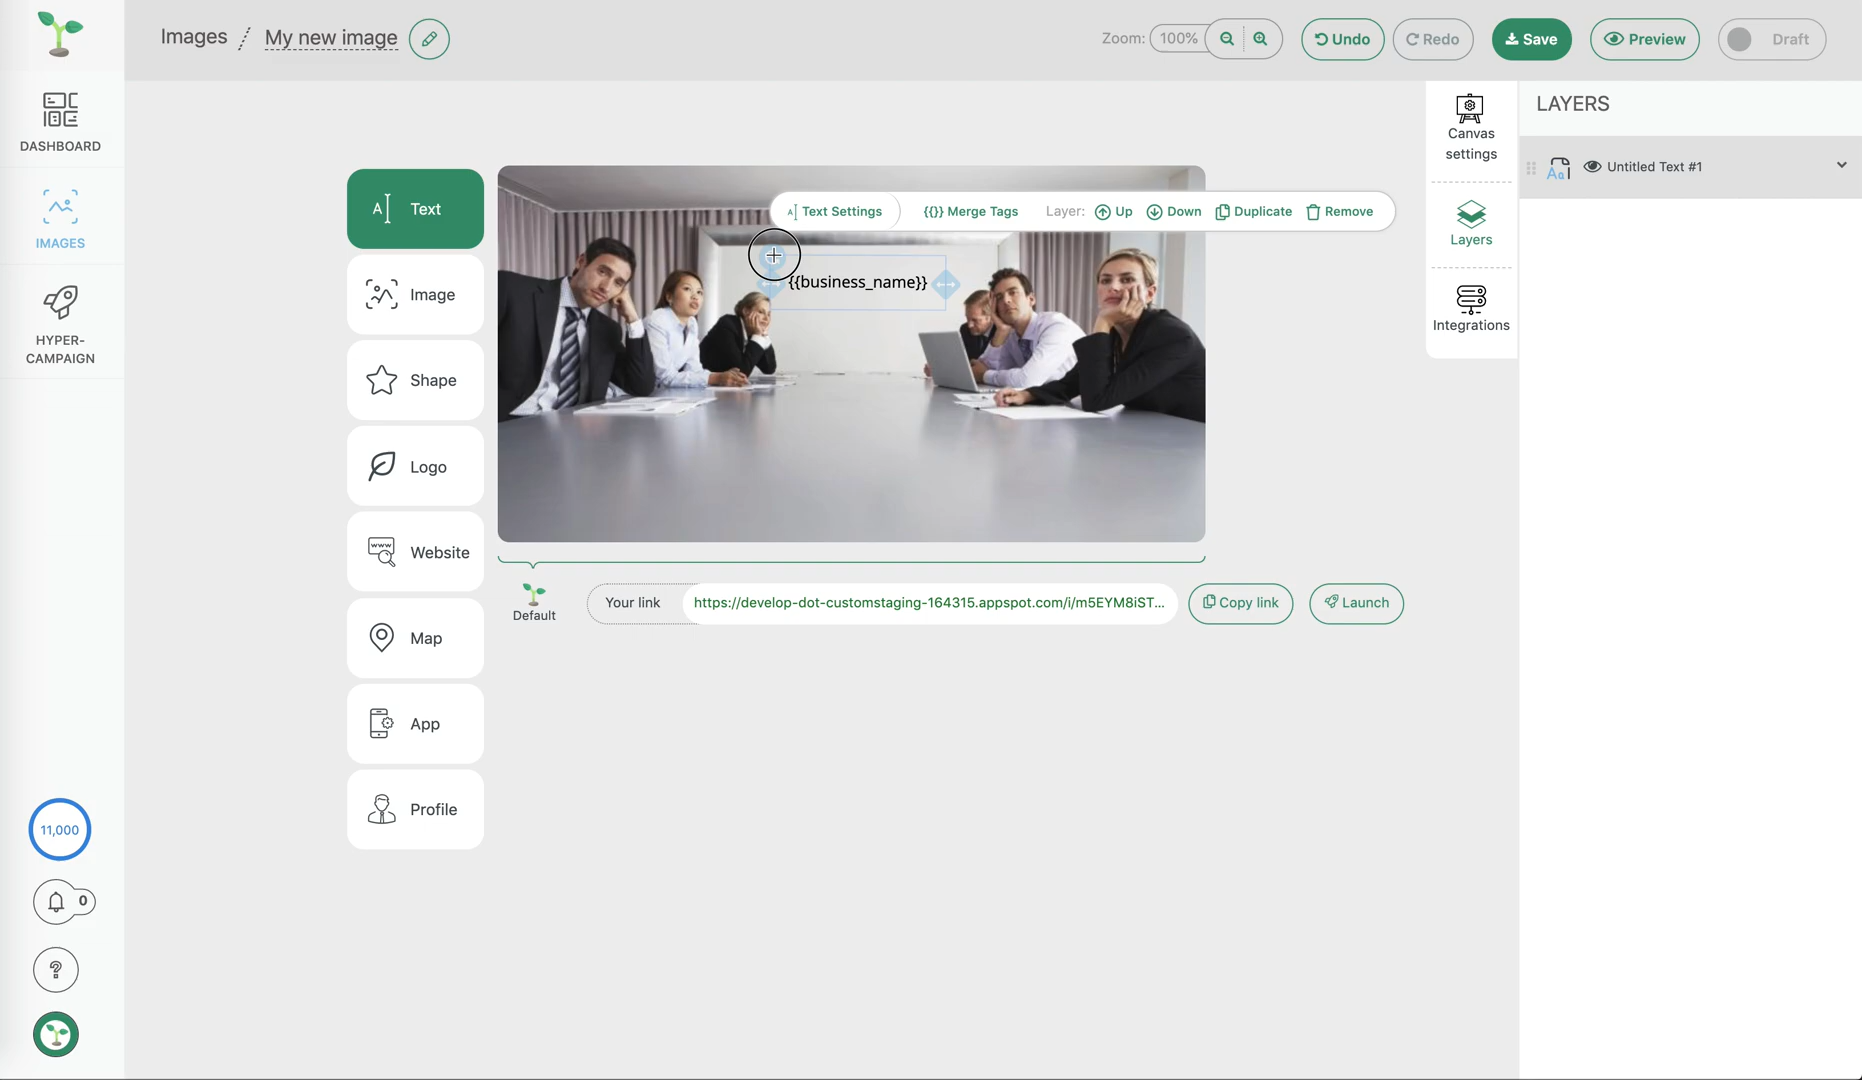 Images / My new image
Zoom: 100%
Undo
Redo
Save
Preview
Draft
DASHBOARD
IMAGES
HYPER-
CAMPAIGN
11,000
0
?
Text
Image
Shape
Logo
Website
Map
App
Profile
Text Settings
{{}} Merge Tags
Layer: Up Down Duplicate Remove
{{business_name}}
Default
Your link
https://develop-dot-customstaging-164315.appspot.com/i/m5EYM8iST...
Copy link
Launch
Canvas
settings
Layers
Integrations
LAYERS
Aa
Untitled Text #1